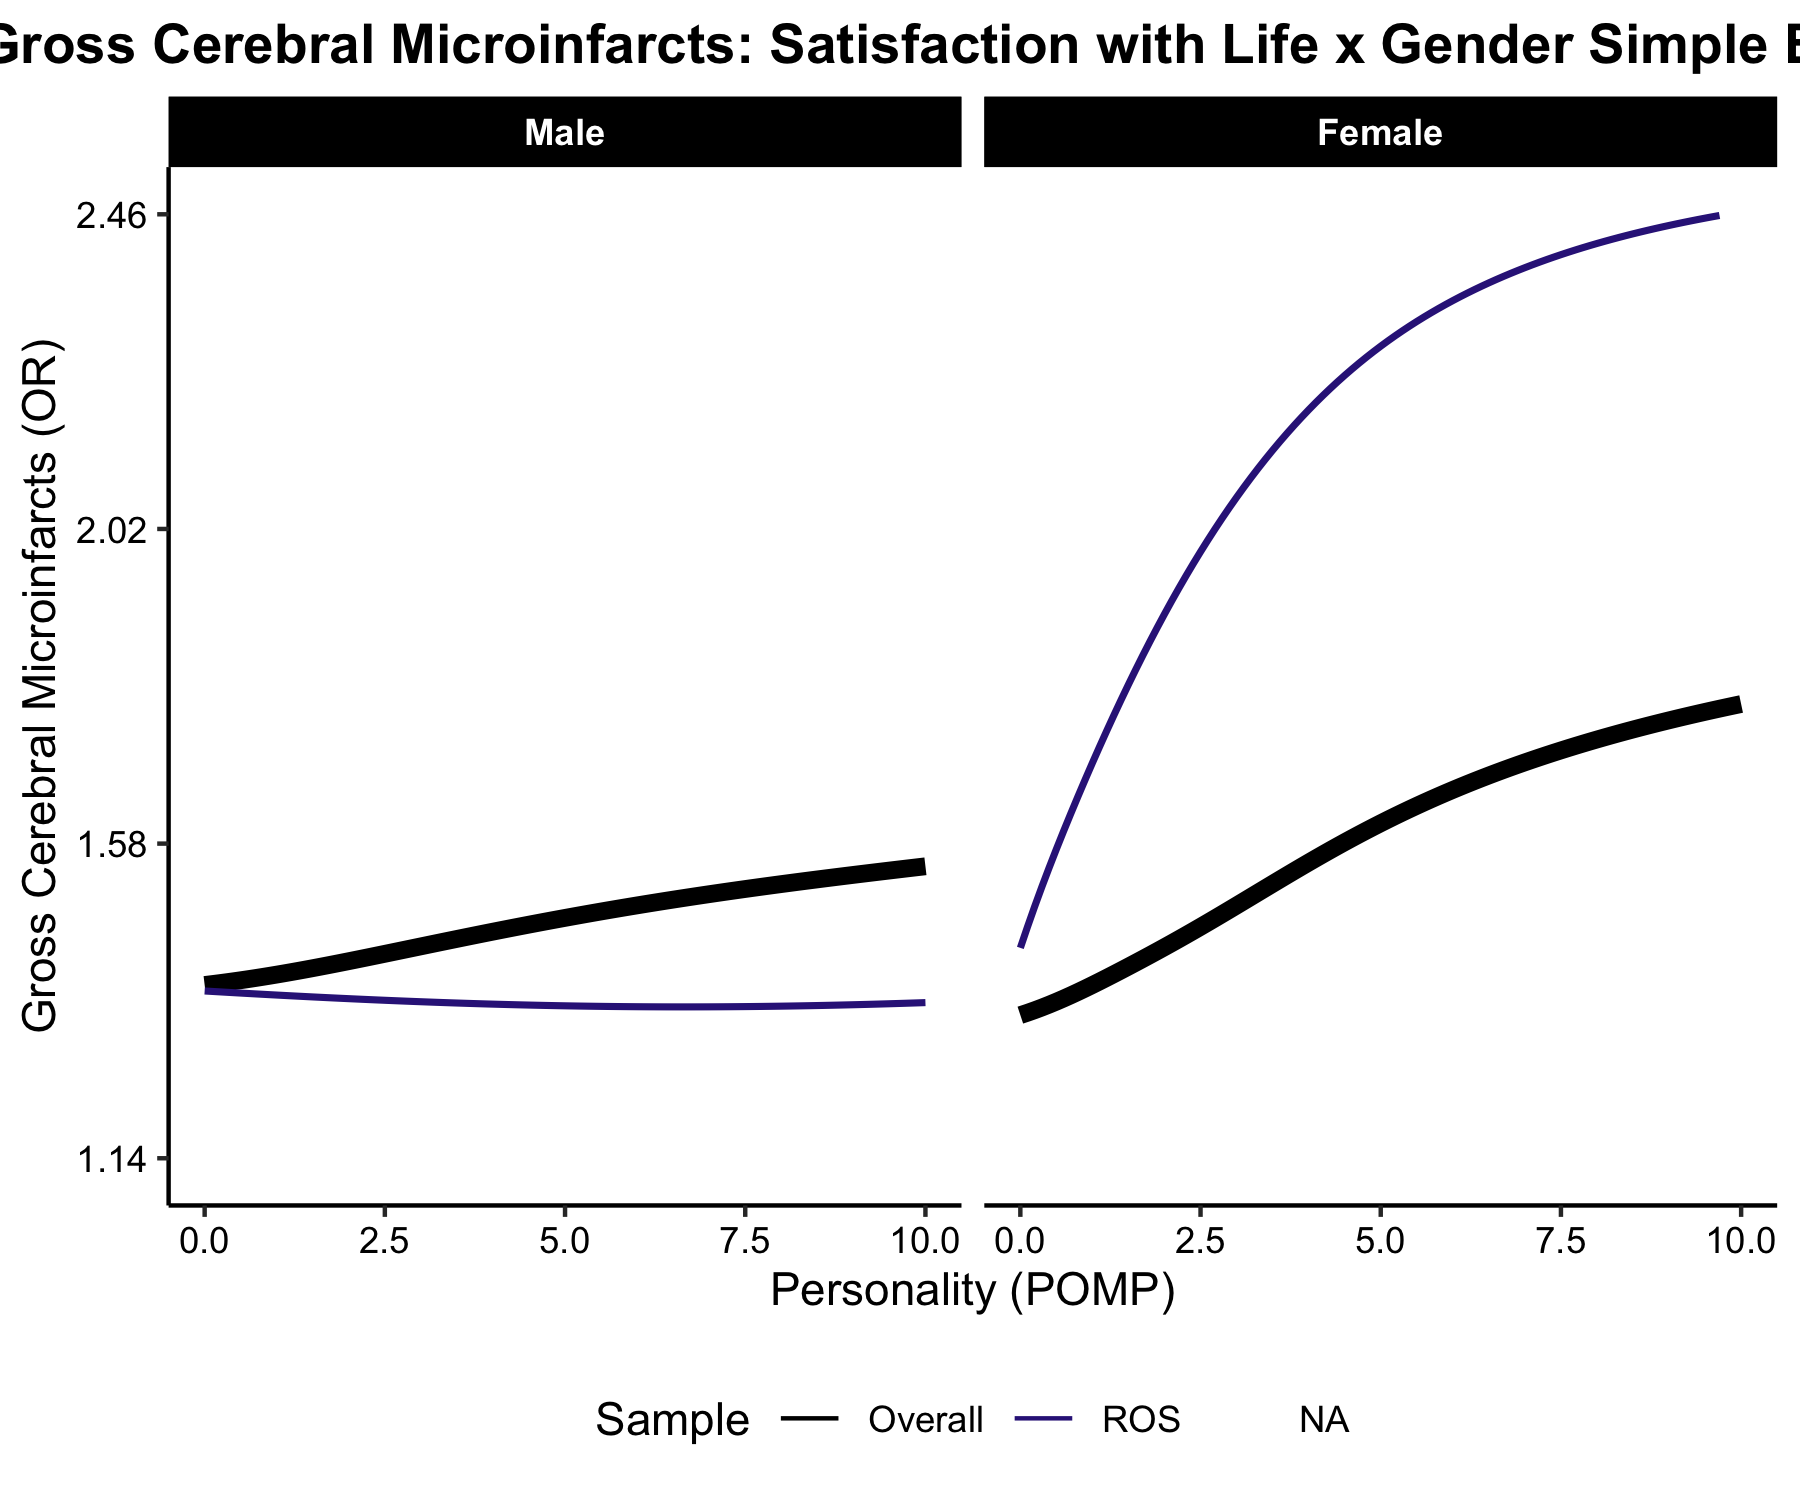 Gross Cerebral Microinfarcts: Satisfaction with Life x Gender Simple
Male
Female
Gross Cerebral Microinfarcts (OR)
2.46
2.02
1.58
1.14
0.0 2.5 5.0 7.5 10.0 0.0 2.5 5.0 7.5 10.0
Personality (POMP)
Sample Overall ROS NA